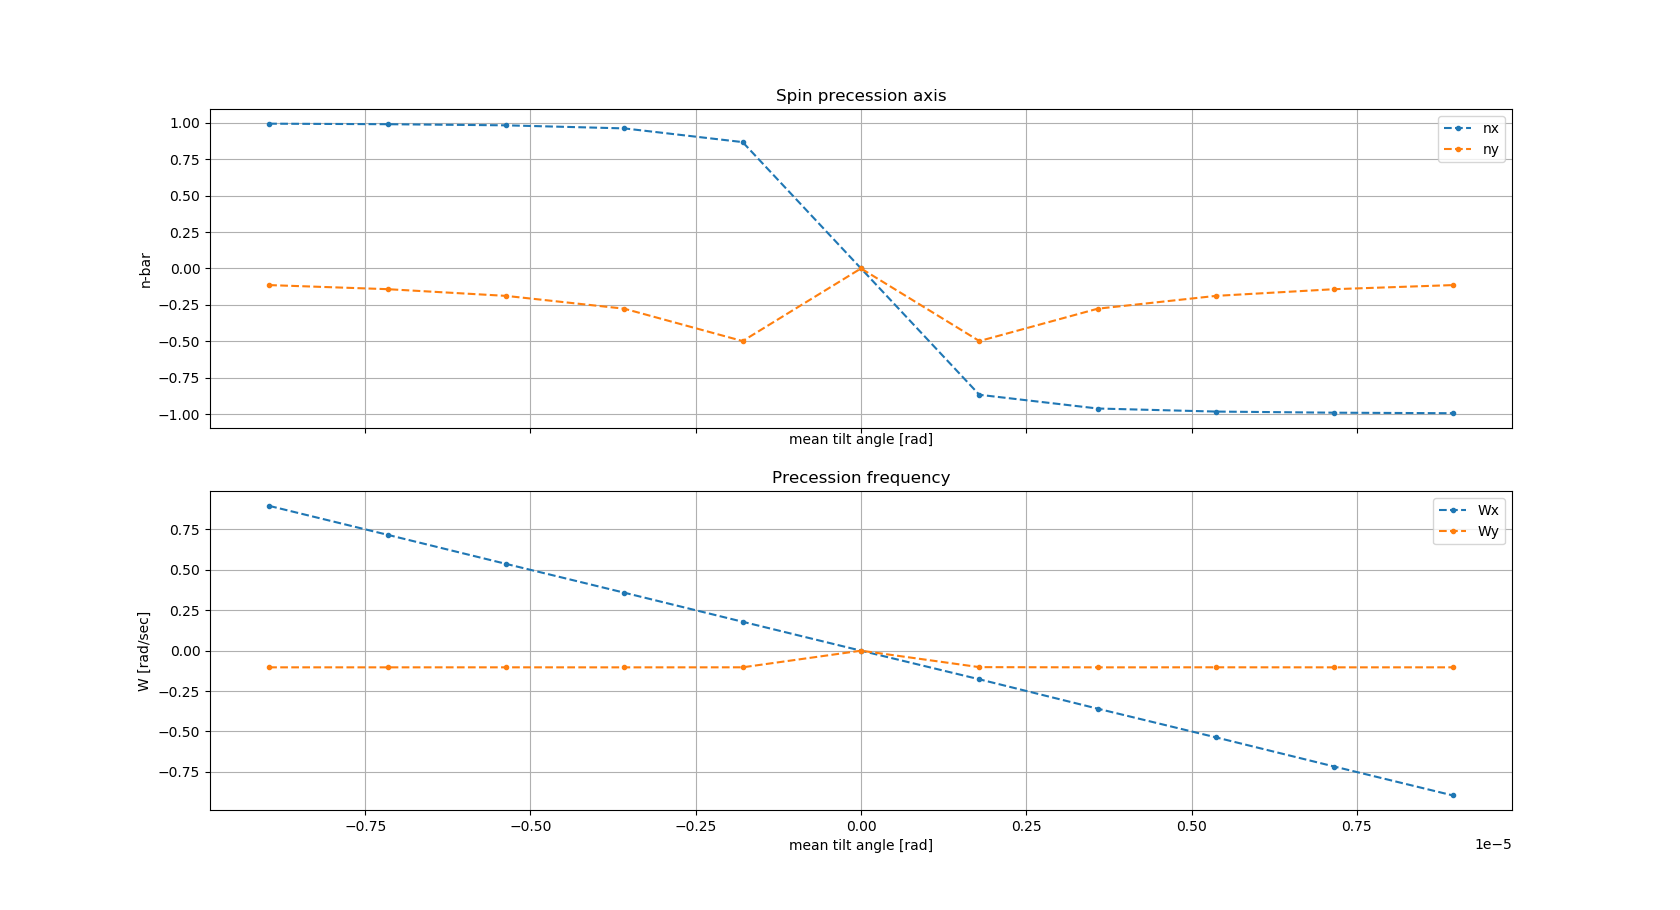 Spin precession axis
1.00
0.75
0.50
0.25
0.00
−0.25
−0.50
−0.75
−1.00
n-bar
nx
ny
mean tilt angle [rad]
Precession frequency
0.75
0.50
0.25
0.00
−0.25
−0.50
−0.75
W [rad/sec]
Wx
Wy
−0.75 −0.50 −0.25 0.00 0.25 0.50 0.75
mean tilt angle [rad]
1e−5